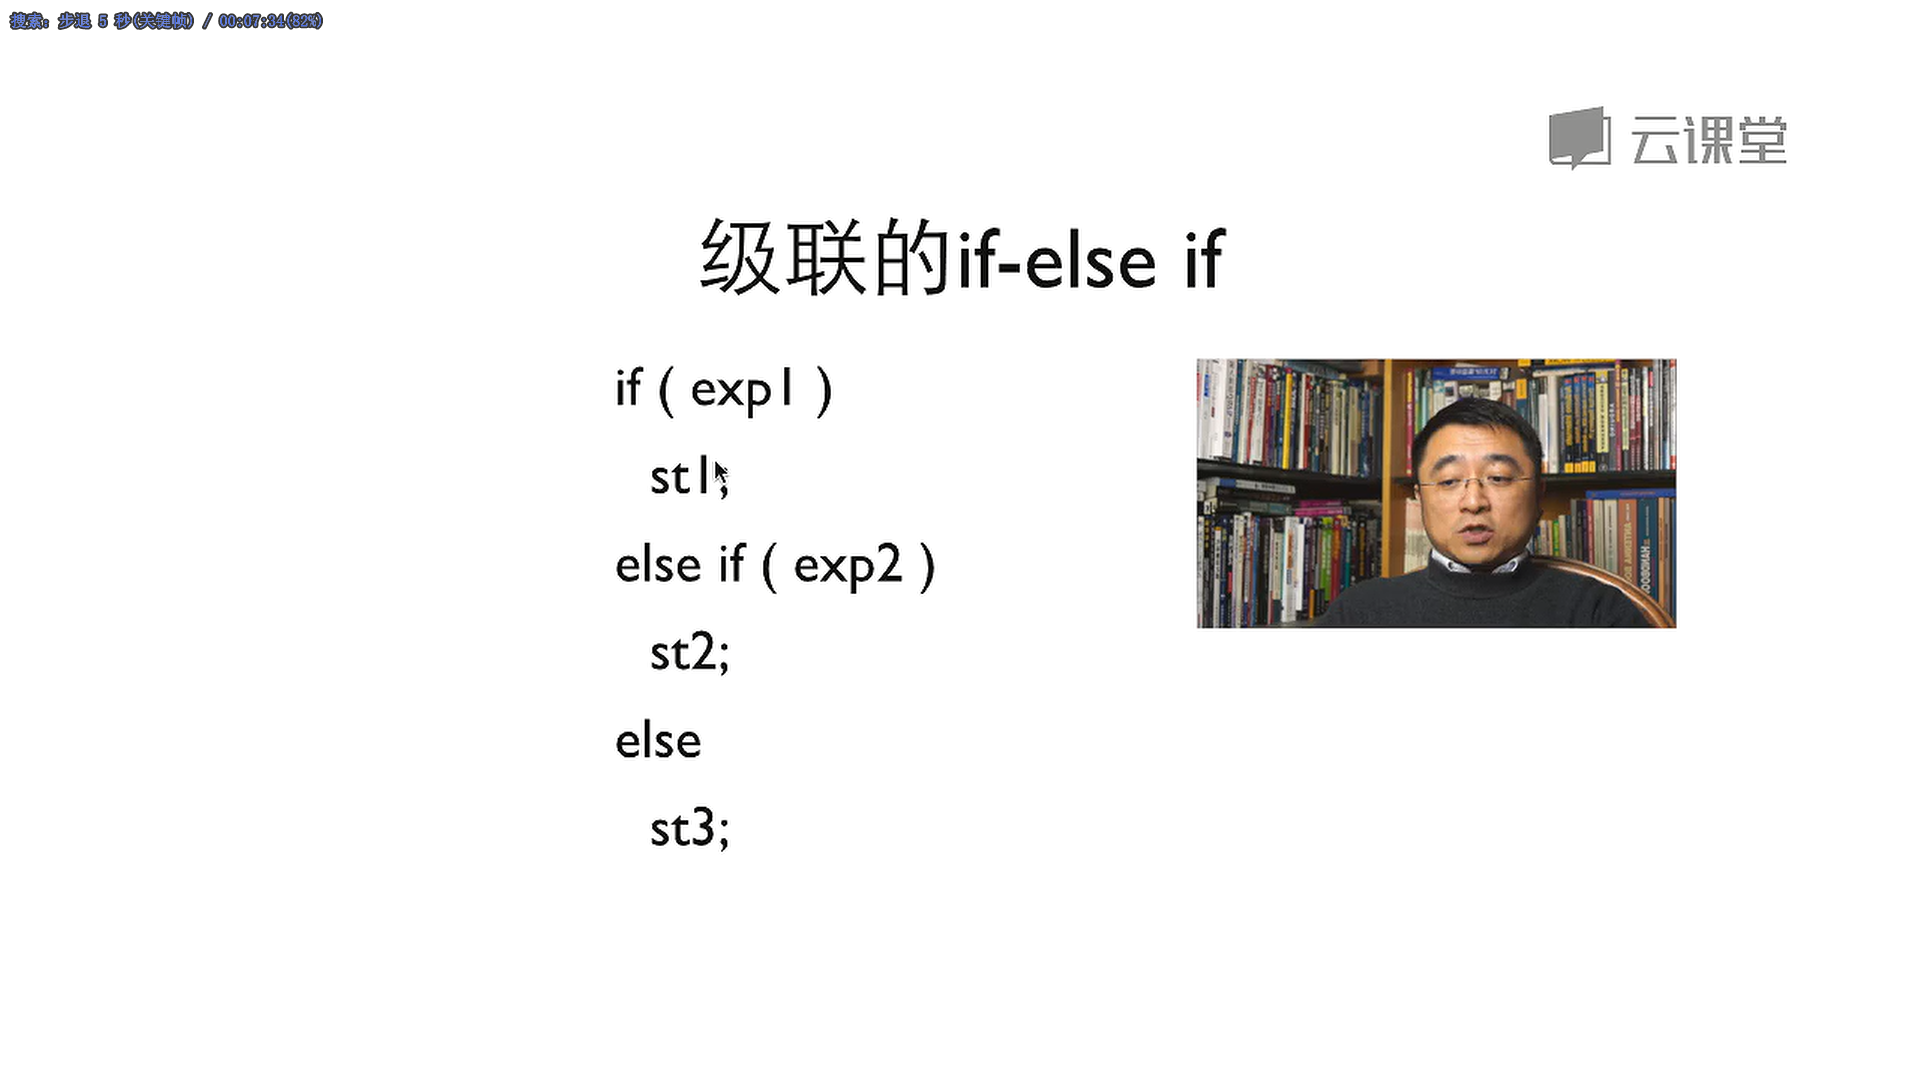 搜索: 步退 5 秒(关键帧) / 00:07:34(82%)
云课堂
级联的if-else if
if ( exp1 )
st1;
else if ( exp2 )
st2;
else
st3;